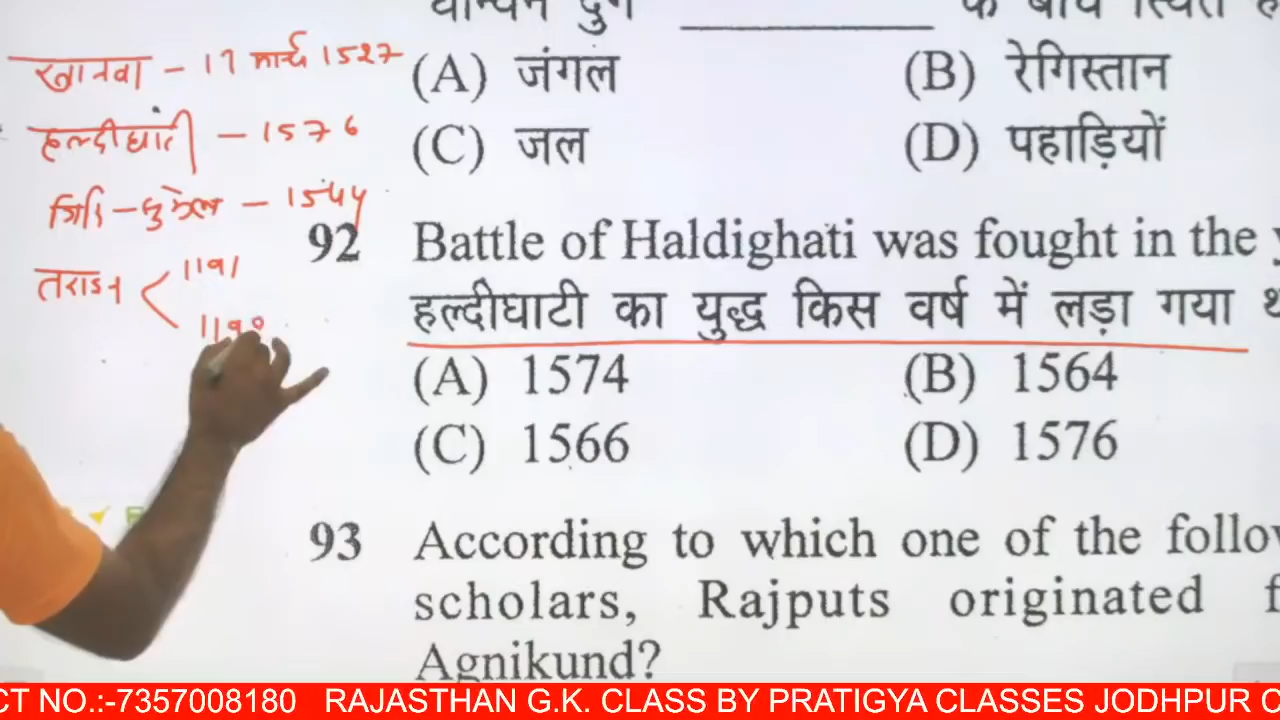 के बीच स्थित
(A) जंगल (B) रेगिस्तान
(C) जल (D) पहाड़ियों
खानवा - 17 मार्च 1527
हल्दीघाटी - 1576
गिरि-सुमेल - 1544
तराइन
1191
92 Battle of Haldighati was fought in the
हल्दीघाटी का युद्ध किस वर्ष में लड़ा गया
(A) 1574 (B) 1564
(C) 1566 (D) 1576
93 According to which one of the
scholars, Rajputs originated
Agnikund?
CT NO.:-7357008180 RAJASTHAN G.K. CLASS BY PRATIGYA CLASSES JODHPUR